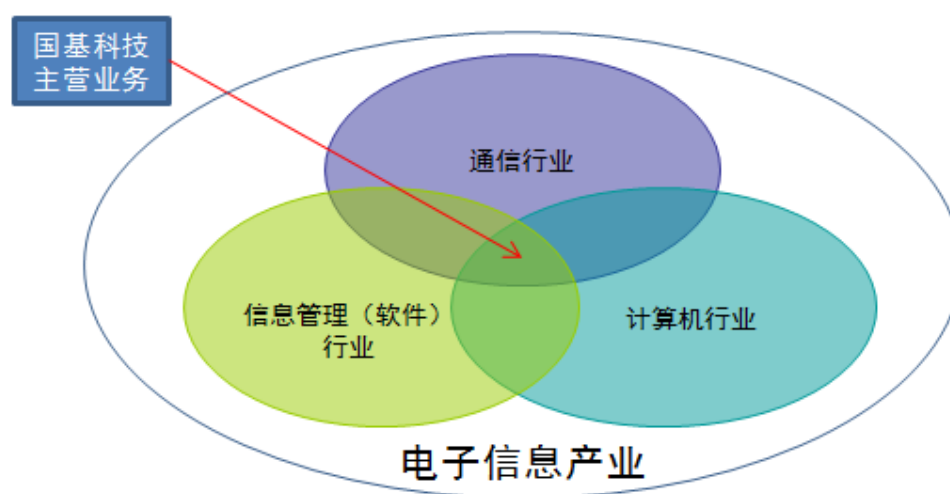 国基科技
主营业务
通信行业
信息管理（软件）
行业
计算机行业
电子信息产业